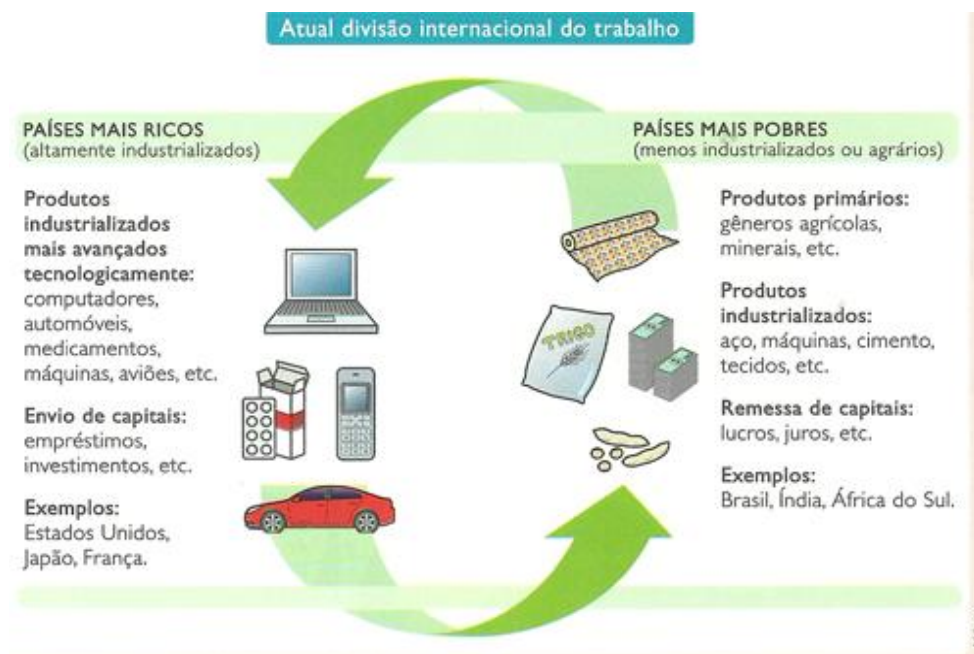 Atual divisão internacional do trabalho
PAÍSES MAIS RICOS
(altamente industrializados)
Produtos
industrializados
mais avançados
tecnologicamente:
computadores,
automóveis,
medicamentos,
máquinas, aviões, etc.
Envio de capitais:
empréstimos,
investimentos, etc.
Exemplos:
Estados Unidos,
Japão, França.
TRIGO
PAÍSES MAIS POBRES
(menos industrializados ou agrários)
Produtos primários:
gêneros agrícolas,
minerais, etc.
Produtos
industrializados:
aço, máquinas, cimento,
tecidos, etc.
Remessa de capitais:
lucros, juros, etc.
Exemplos:
Brasil, Índia, África do Sul.